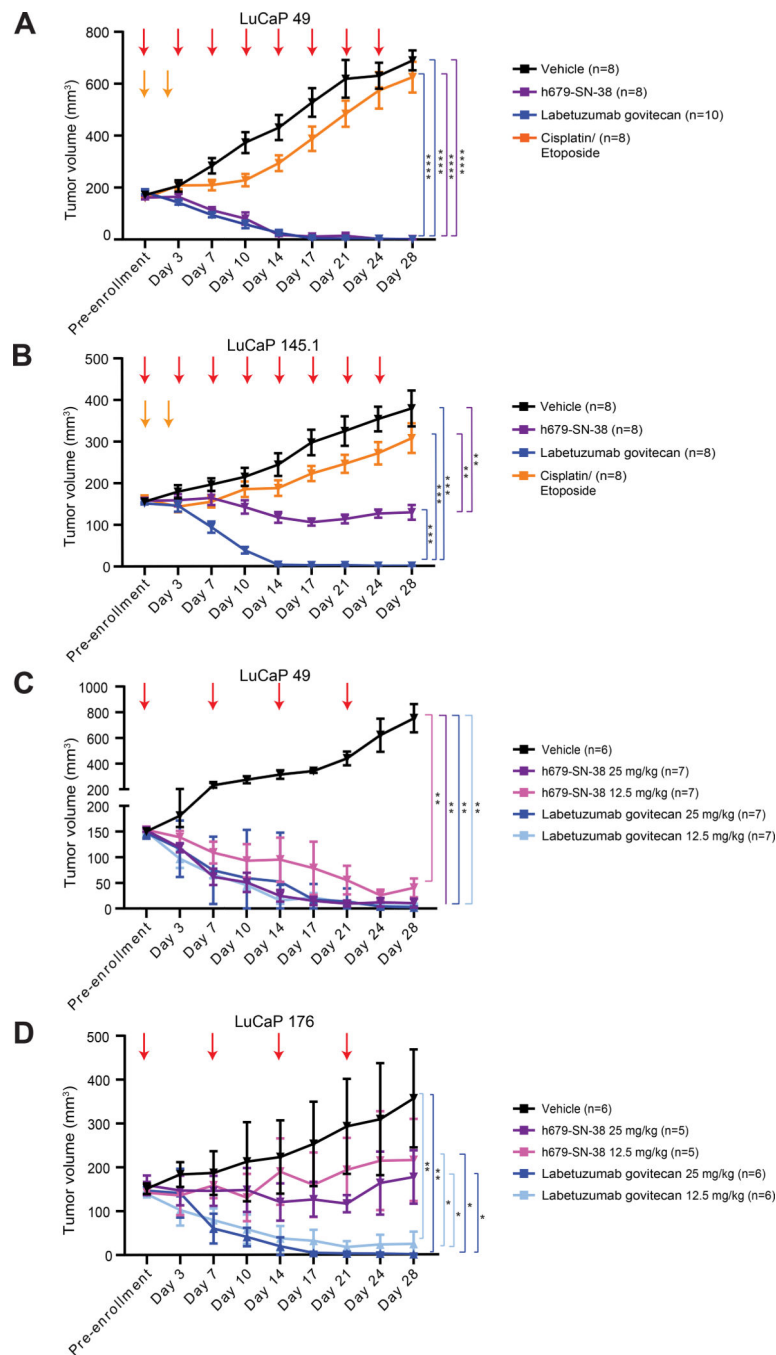 A
LuCaP 49
Tumor volume (mm³)
800
600
400
200
0
Pre-enrollment
Day 3
Day 7
Day 10
Day 14
Day 17
Day 21
Day 24
Day 28
****
****
****
****
Vehicle (n=8)
h679-SN-38 (n=8)
Labetuzumab govitecan (n=10)
Cisplatin/ (n=8)
Etoposide
B
LuCaP 145.1
Tumor volume (mm³)
500
400
300
200
100
0
Pre-enrollment
Day 3
Day 7
Day 10
Day 14
Day 17
Day 21
Day 24
Day 28
***
***
***
**
**
Vehicle (n=8)
h679-SN-38 (n=8)
Labetuzumab govitecan (n=8)
Cisplatin/ (n=8)
Etoposide
C
LuCaP 49
Tumor volume (mm³)
1000
800
600
400
200
200
150
100
50
0
Pre-enrollment
Day 3
Day 7
Day 10
Day 14
Day 17
Day 21
Day 24
Day 28
**
**
**
**
Vehicle (n=6)
h679-SN-38 25 mg/kg (n=7)
h679-SN-38 12.5 mg/kg (n=7)
Labetuzumab govitecan 25 mg/kg (n=7)
Labetuzumab govitecan 12.5 mg/kg (n=7)
D
LuCaP 176
Tumor volume (mm³)
500
400
300
200
100
0
Pre-enrollment
Day 3
Day 7
Day 10
Day 14
Day 17
Day 21
Day 24
Day 28
**
**
*
*
*
*
Vehicle (n=6)
h679-SN-38 25 mg/kg (n=5)
h679-SN-38 12.5 mg/kg (n=5)
Labetuzumab govitecan 25 mg/kg (n=6)
Labetuzumab govitecan 12.5 mg/kg (n=6)